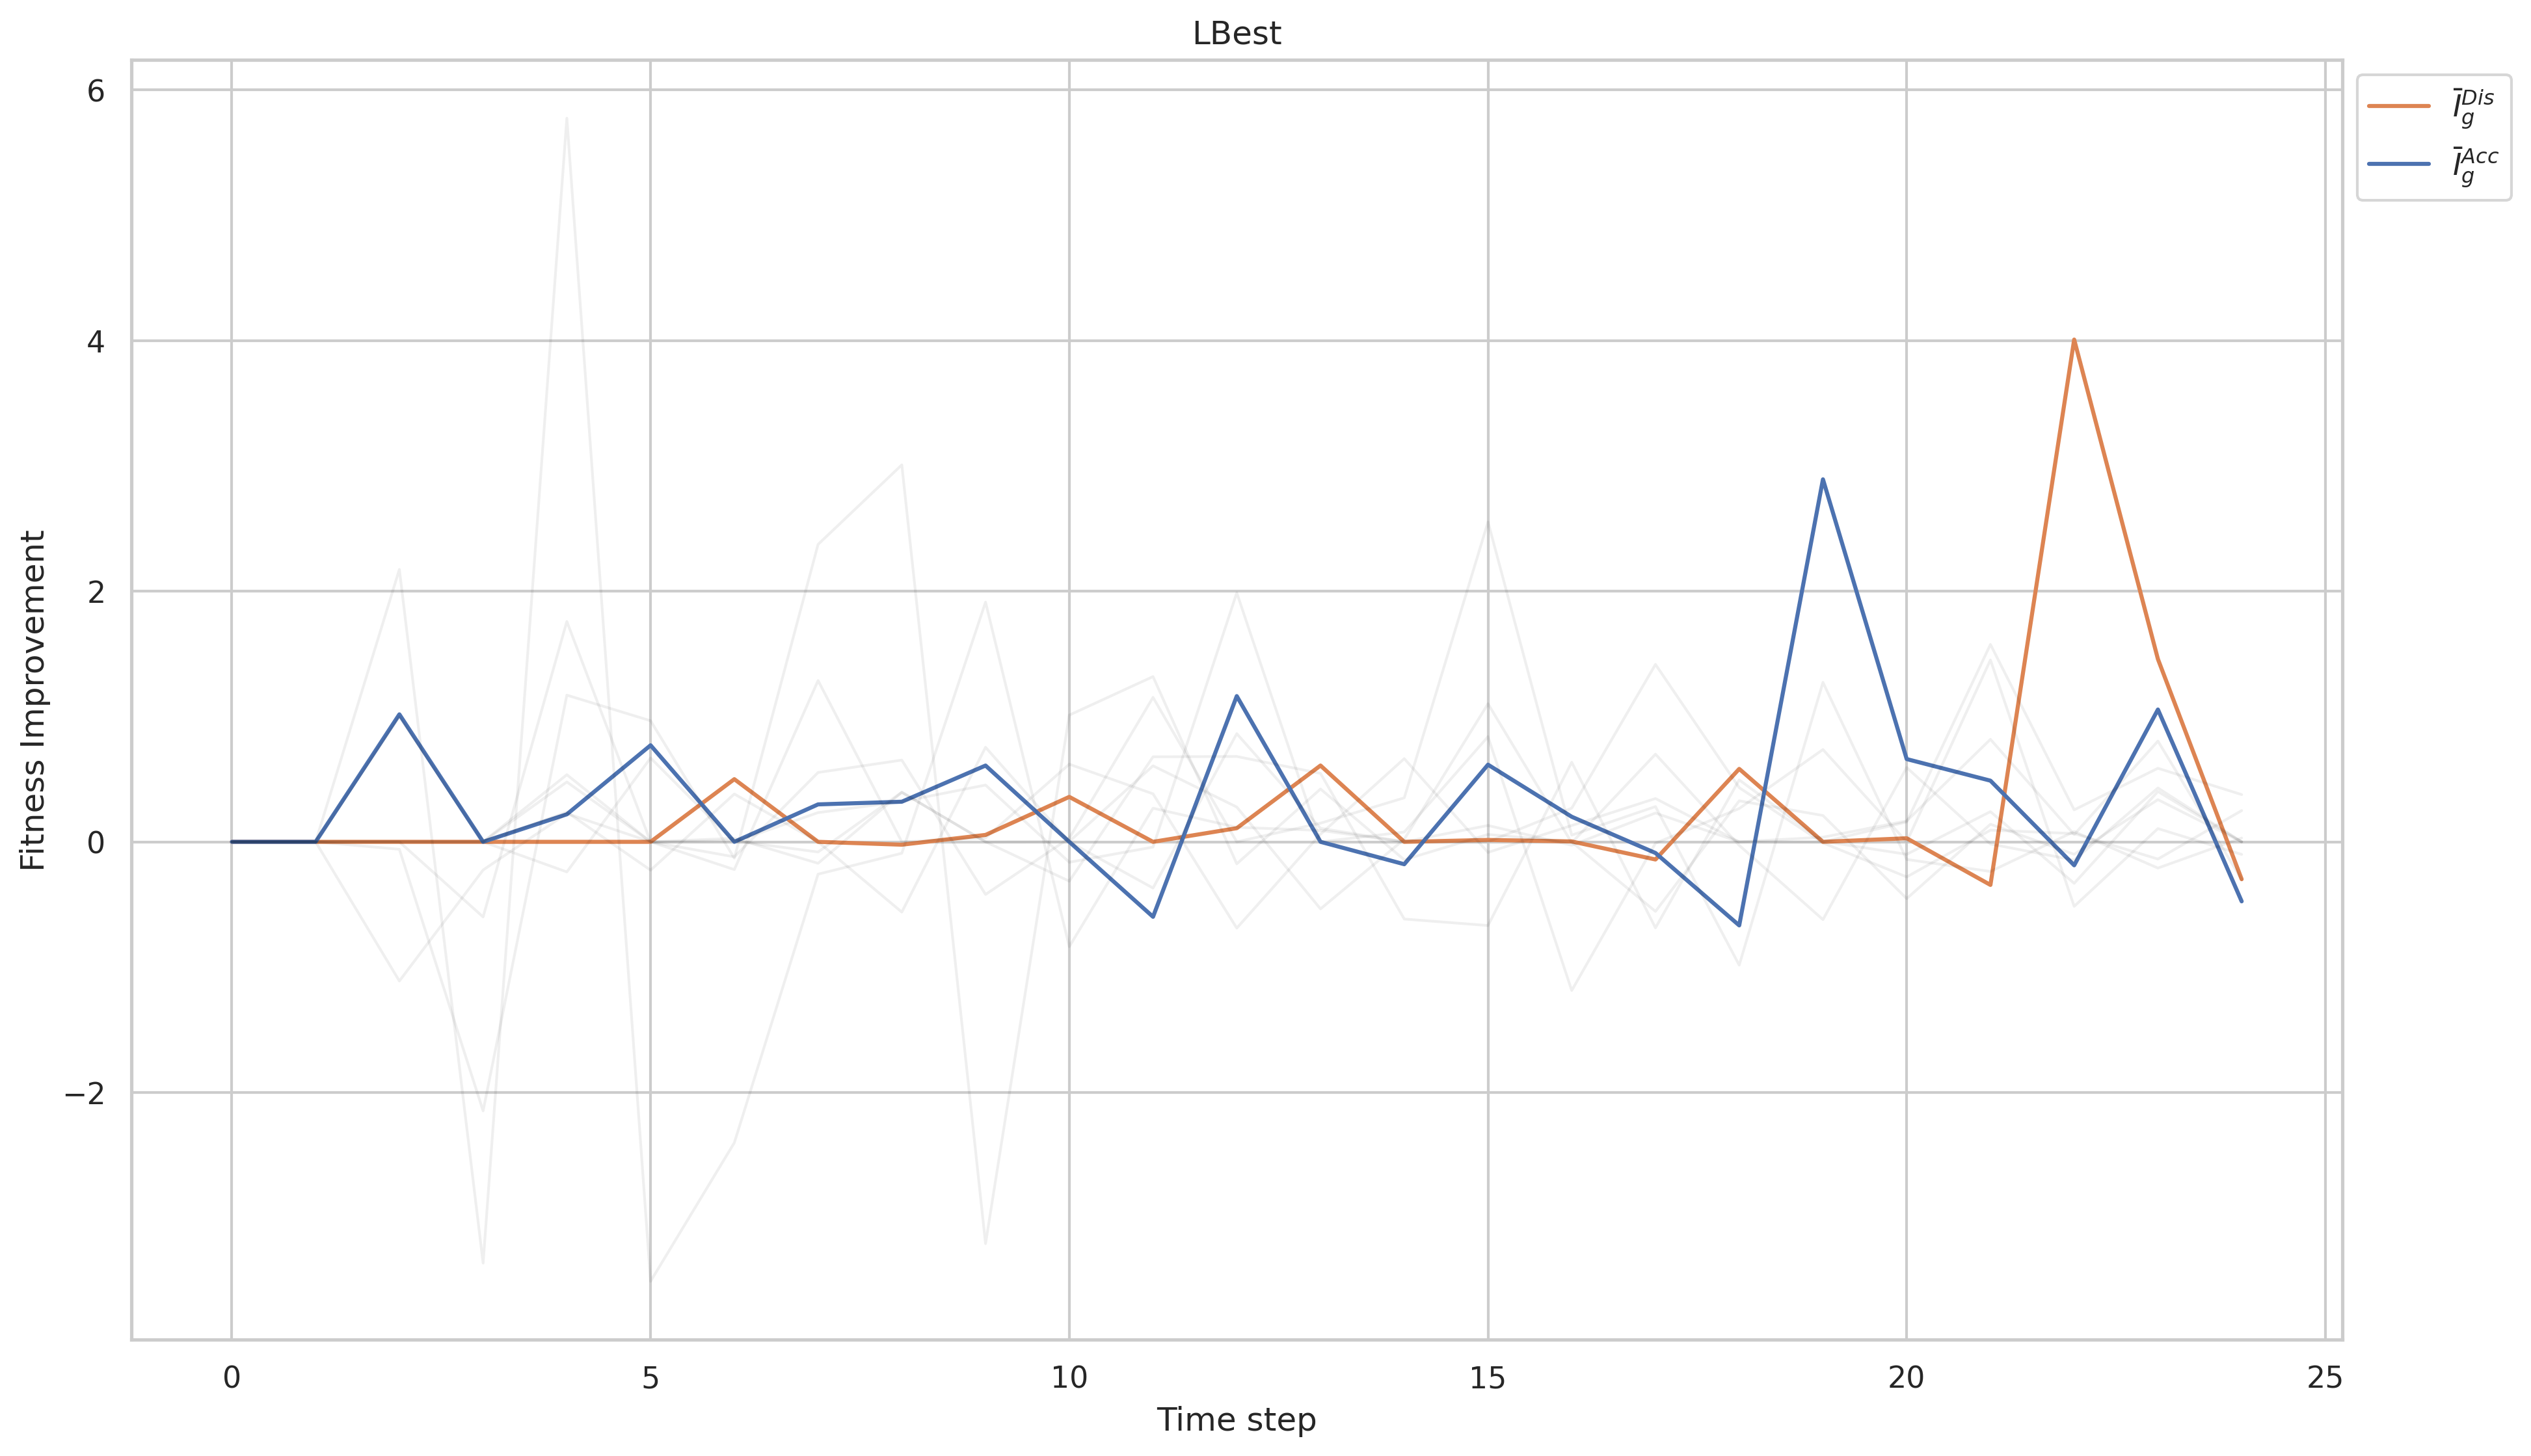 LBest
6
4
2
0
−2
Fitness Improvement
0 5 10 15 20 25
Time step
Ī_g^Dis
Ī_g^Acc